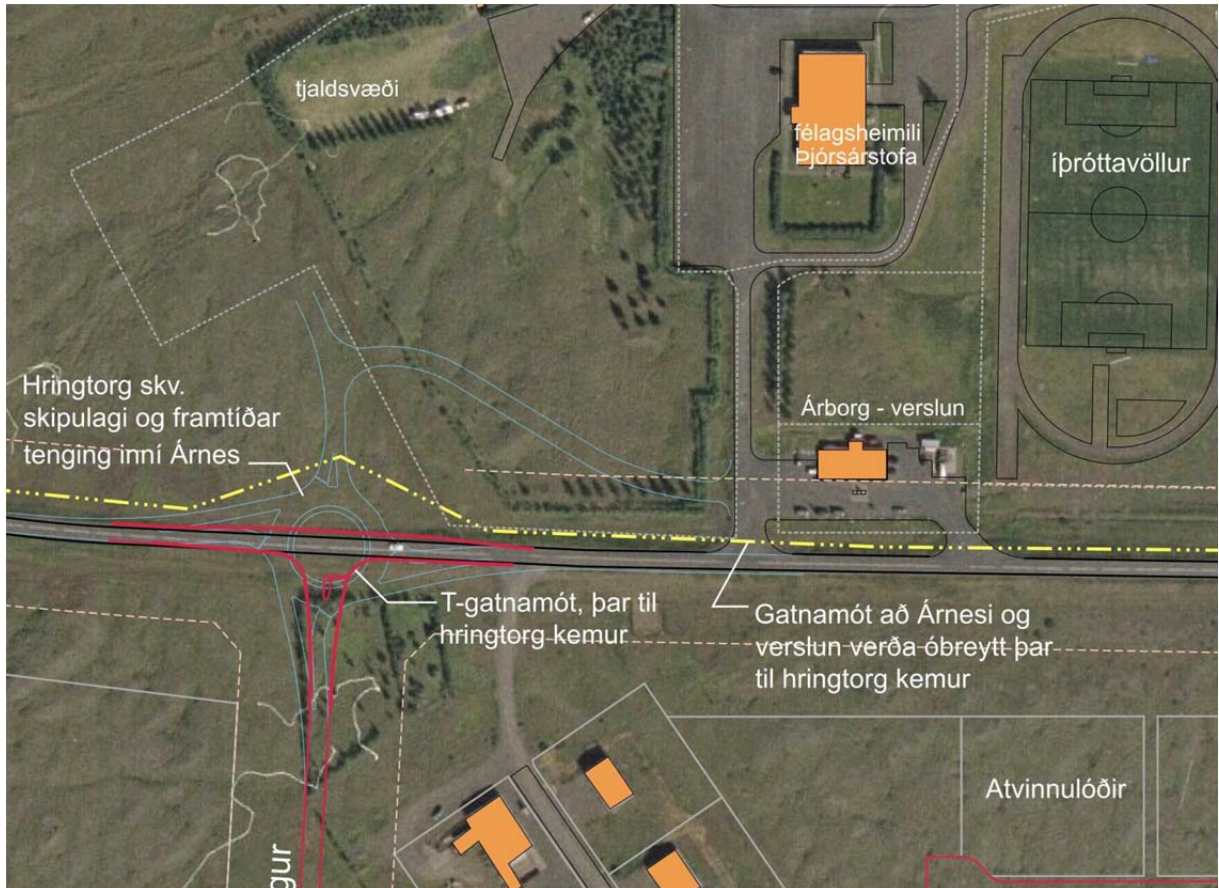 tjaldsvæði
félagsheimili
Þjórsárstofa
íþróttavöllur
Hringtorg skv.
skipulagi og framtíðar
tenging inní Árnes
Árborg - verslun
T-gatnamót, þar til
hringtorg kemur
Gatnamót að Árnesi og
verslun verða óbreytt þar
til hringtorg kemur
Atvinnulóðir